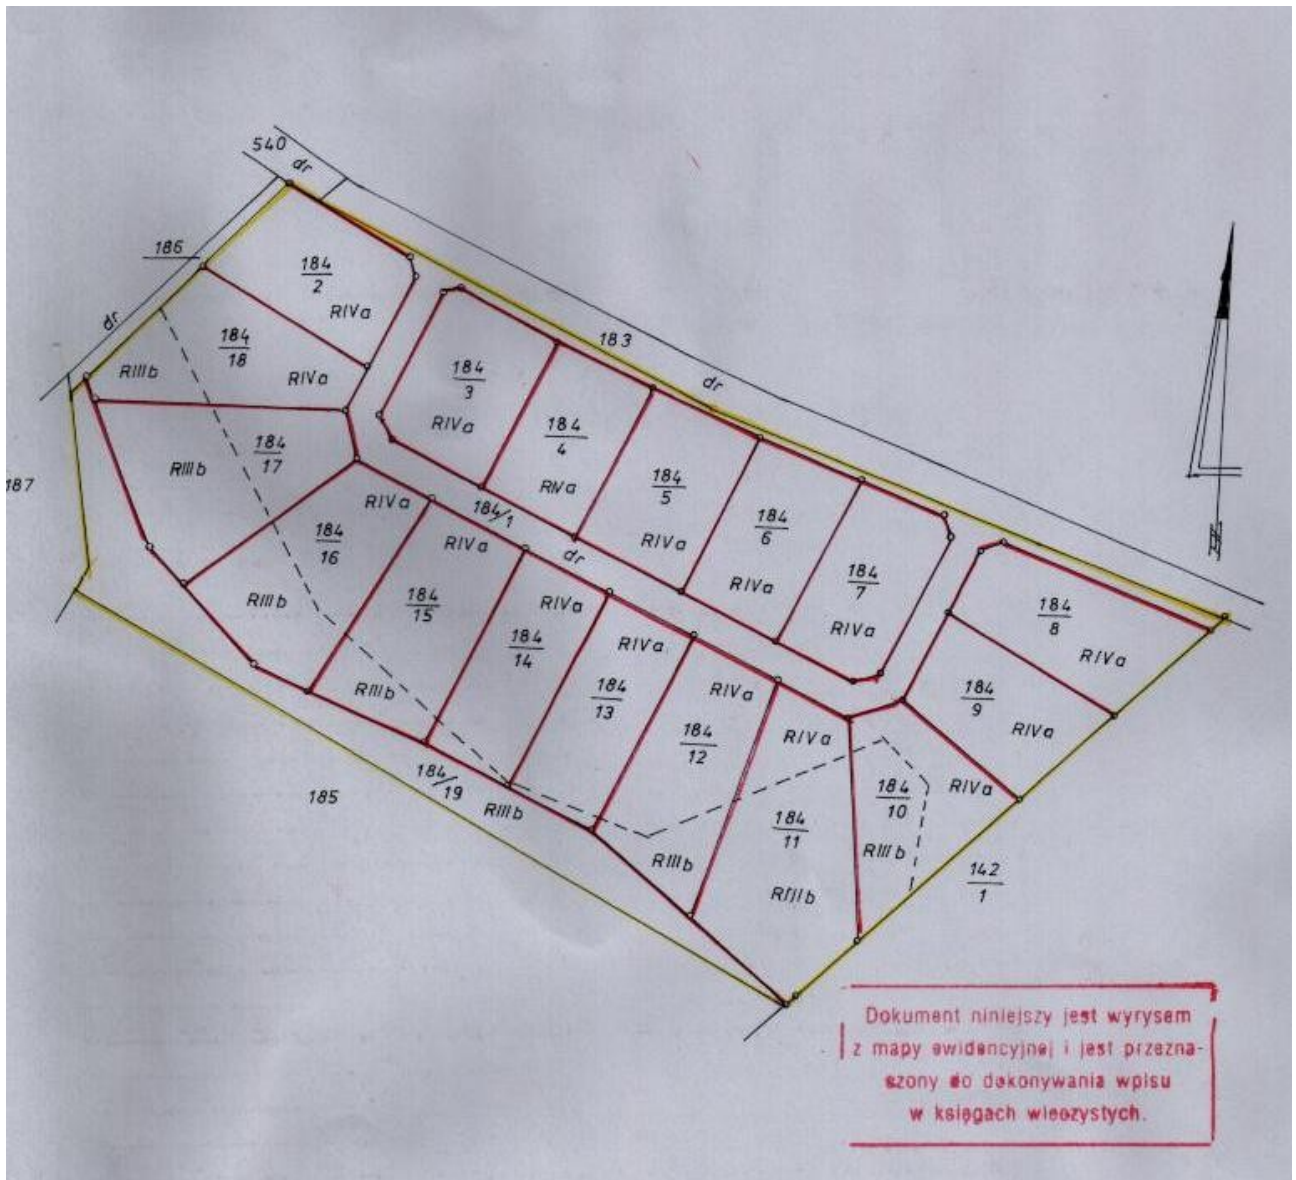 540
dr
186
184
2
RIVa
dr
184
18
RIIIb
RIVa
183
dr
184
3
RIVa
184
4
RIVa
184
5
RIVa
184
6
RIVa
184
7
RIVa
184
8
RIVa
184
9
RIVa
187
RIIIb
184
17
184/1
dr
RIVa
184
16
RIIIb
RIVa
184
15
RIIIb
RIVa
184
14
RIVa
184
13
RIVa
184
12
RIIIb
RIVa
184
11
RIIIb
184
10
RIVa
RIIIb
184/19
RIIIb
185
142
1
Dokument niniejszy jest wyrysem
z mapy ewidencyjnej i jest przezna-
szony do dokonywania wpisu
w księgach wieczystych.